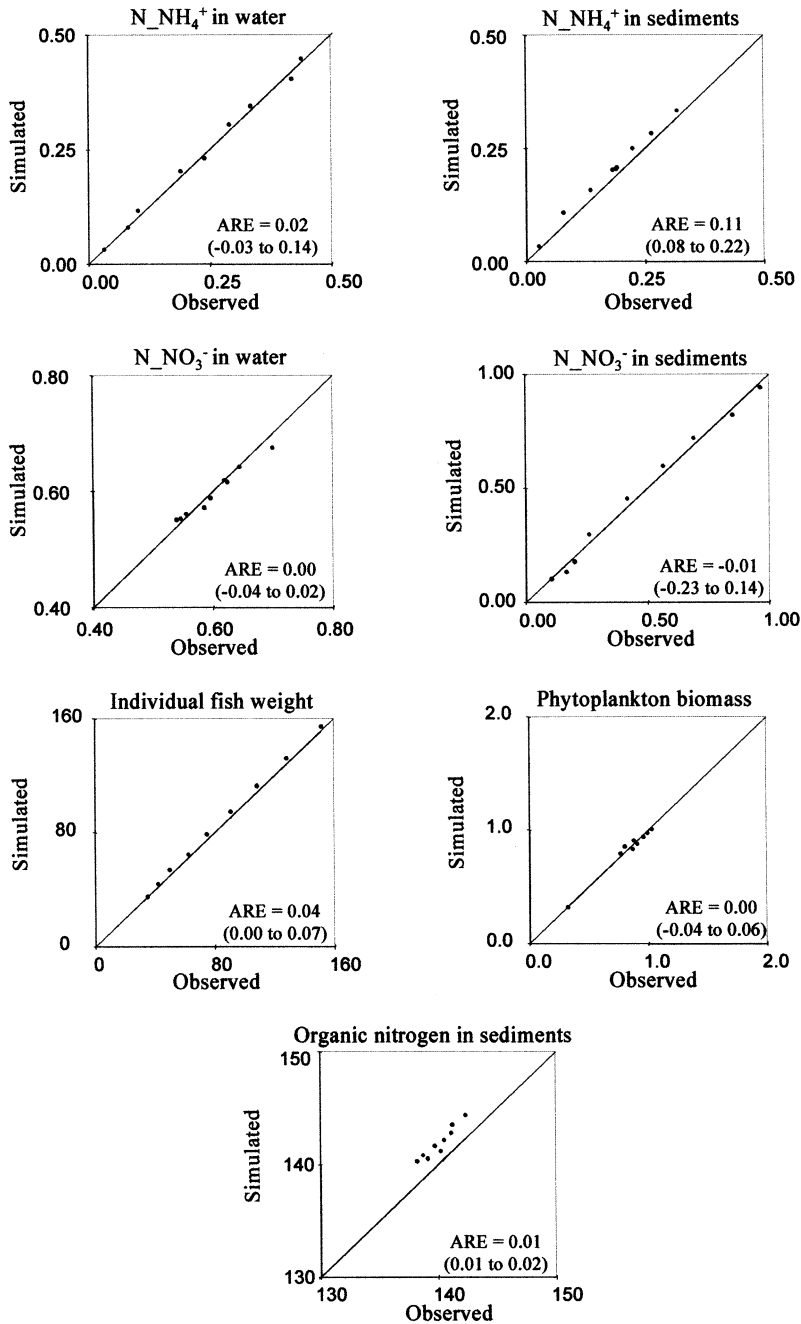 N_NH₄⁺ in water
0.50
0.25
0.00
Simulated
ARE = 0.02
(-0.03 to 0.14)
0.00 0.25 0.50
Observed
N_NH₄⁺ in sediments
0.50
0.25
0.00
Simulated
ARE = 0.11
(0.08 to 0.22)
0.00 0.25 0.50
Observed
N_NO₃⁻ in water
0.80
0.60
0.40
Simulated
ARE = 0.00
(-0.04 to 0.02)
0.40 0.60 0.80
Observed
N_NO₃⁻ in sediments
1.00
0.50
0.00
Simulated
ARE = -0.01
(-0.23 to 0.14)
0.00 0.50 1.00
Observed
Individual fish weight
160
80
0
Simulated
ARE = 0.04
(0.00 to 0.07)
0 80 160
Observed
Phytoplankton biomass
2.0
1.0
0.0
Simulated
ARE = 0.00
(-0.04 to 0.06)
0.0 1.0 2.0
Observed
Organic nitrogen in sediments
150
140
130
Simulated
ARE = 0.01
(0.01 to 0.02)
130 140 150
Observed